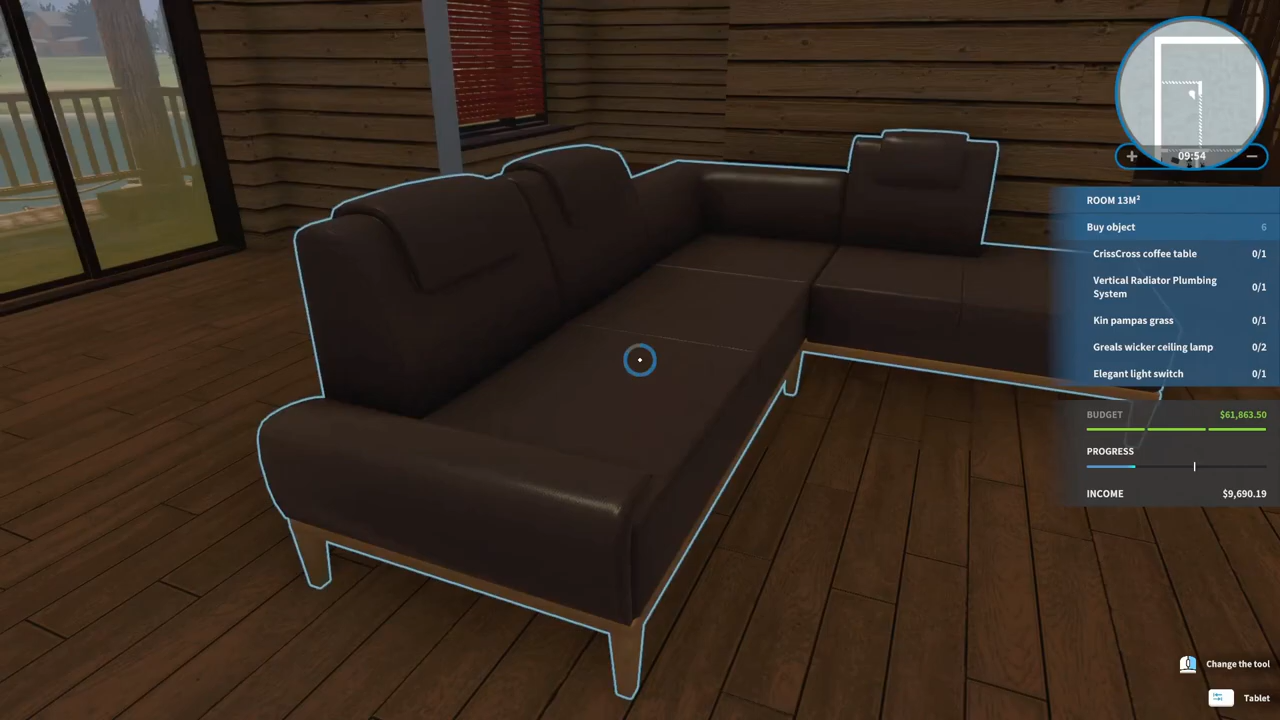 09:54
ROOM 13M²
Buy object 6
CrissCross coffee table 0/1
Vertical Radiator Plumbing
System 0/1
Kin pampas grass 0/1
Greals wicker ceiling lamp 0/2
Elegant light switch 0/1
BUDGET $61,863.50
PROGRESS
INCOME $9,690.19
Change the tool
Tablet